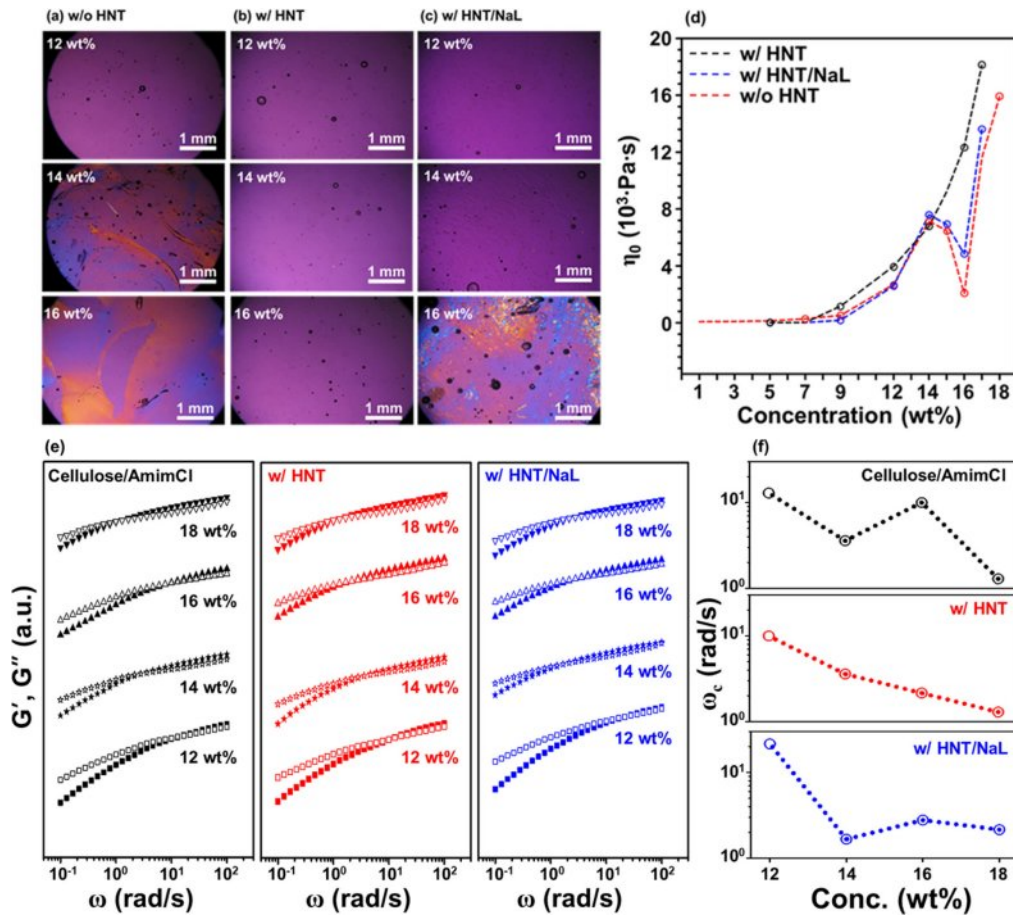 (a) w/o HNT
(b) w/ HNT
(c) w/ HNT/NaL
12 wt%
1 mm
12 wt%
1 mm
12 wt%
1 mm
14 wt%
1 mm
14 wt%
1 mm
14 wt%
1 mm
16 wt%
1 mm
16 wt%
1 mm
16 wt%
1 mm
(d)
w/ HNT
w/ HNT/NaL
w/o HNT
η₀ (10³·Pa·s)
20
16
12
8
4
0
1 3 5 7 9 12 14 16 18
Concentration (wt%)
(e)
Cellulose/AmimCl
18 wt%
16 wt%
14 wt%
12 wt%
w/ HNT
18 wt%
16 wt%
14 wt%
12 wt%
w/ HNT/NaL
18 wt%
16 wt%
14 wt%
12 wt%
G′, G″ (a.u.)
10⁻¹ 10⁰ 10¹ 10²
10⁻¹ 10⁰ 10¹ 10²
10⁻¹ 10⁰ 10¹ 10²
ω (rad/s)
ω (rad/s)
ω (rad/s)
(f)
Cellulose/AmimCl
10¹
10⁰
w/ HNT
10¹
10⁰
w/ HNT/NaL
10¹
10⁰
ω_c (rad/s)
12 14 16 18
Conc. (wt%)